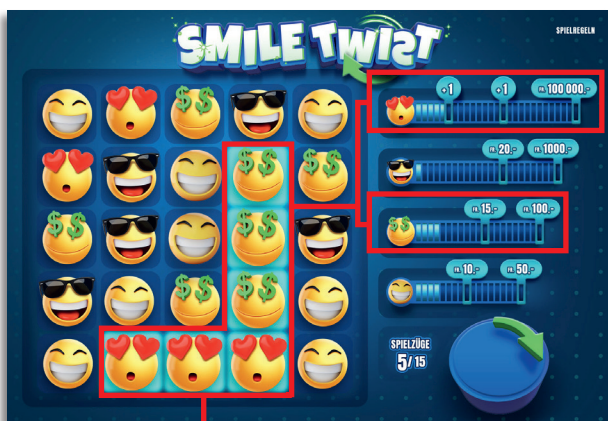 SMILE TWIST
SPIELREGELN
+1
+1
FR. 100 000.-
FR. 20.-
FR. 1000.-
$ $
$ $
$ $
$ $
$ $
FR. 15.-
FR. 100.-
$ $
$ $
$ $
FR. 10.-
FR. 50.-
SPIELZÜGE
5/15